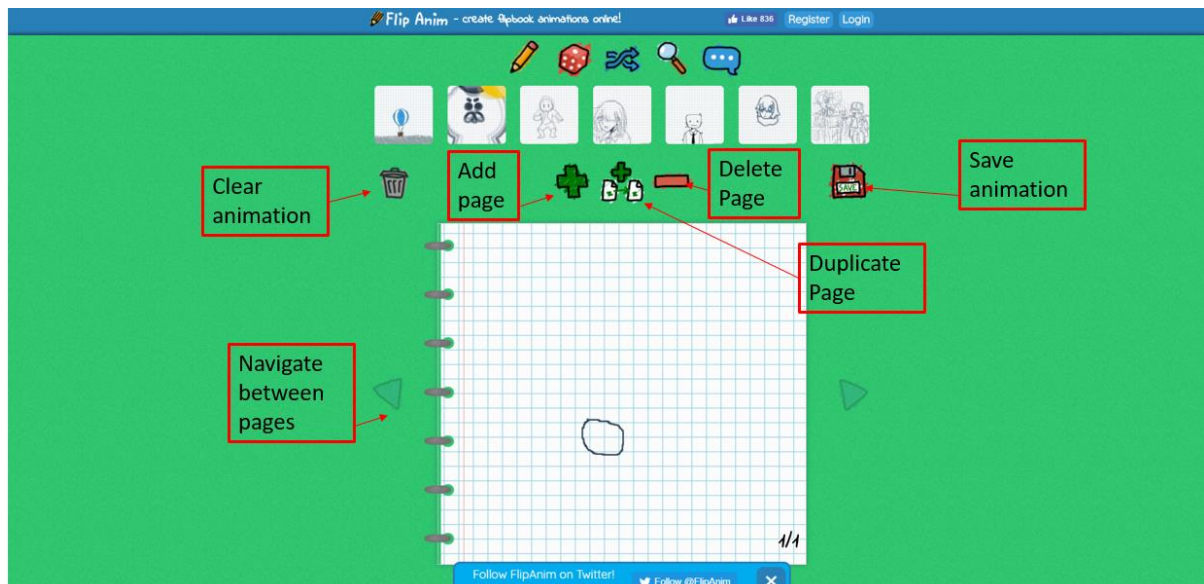 Flip Anim - create flipbook animations online!
Like 836
Register
Login
Clear
animation
Add
page
Delete
Page
Save
animation
SAVE
Duplicate
Page
Navigate
between
pages
1/1
Follow FlipAnim on Twitter!
Follow @FlipAnim